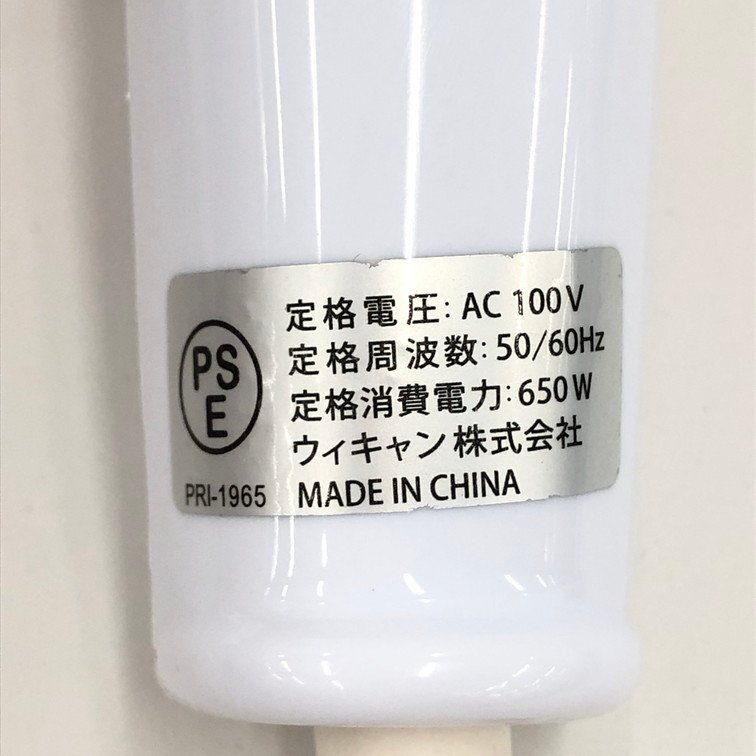 PS
E
PRI-1965
定格電圧: AC 100V
定格周波数: 50/60Hz
定格消費電力: 650W
ウィキャン株式会社
MADE IN CHINA